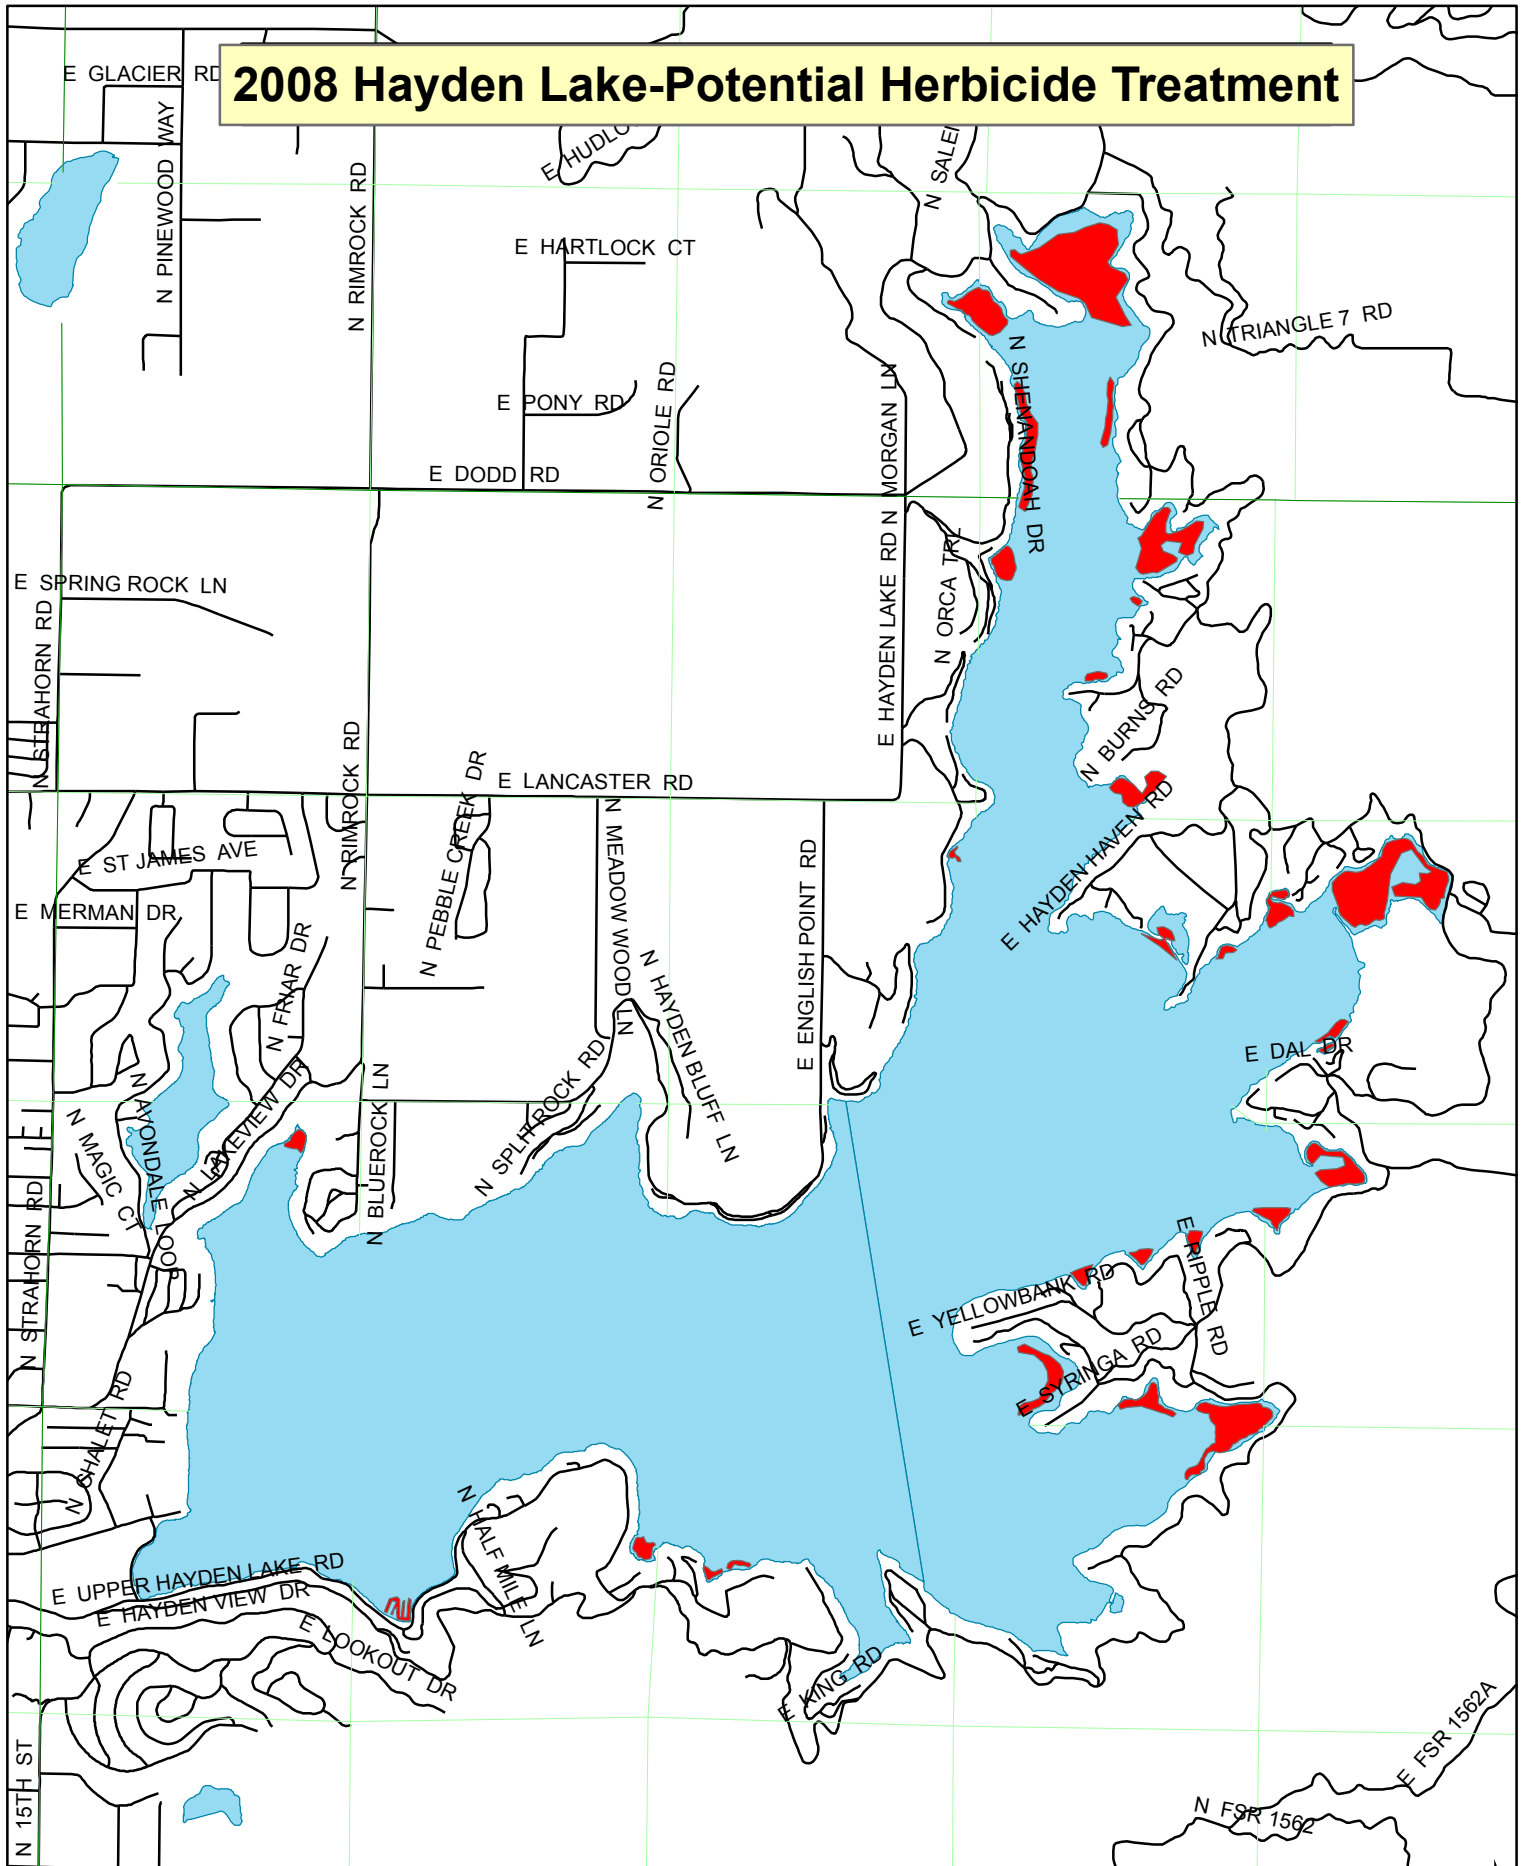 E GLACIER RD
2008 Hayden Lake-Potential Herbicide Treatment
N PINEWOOD WAY
N RIMROCK RD
E HUDLO
N SALE
E HARTLOCK CT
N TRIANGLE 7 RD
N SHENANDOAH DR
E PONY RD
N ORIOLE RD
N MORGAN LN
E DODD RD
E HAYDEN LAKE RD
N ORCA TRL
E SPRING ROCK LN
N STRAHORN RD
N BURNS RD
N RIMROCK RD
N PEBBLE CREEK DR
E LANCASTER RD
E HAYDEN HAVEN RD
N MEADOW WOOD LN
E ENGLISH POINT RD
E ST JAMES AVE
E MERMAN DR
N FRIAR DR
N HAYDEN BLUFF LN
E DAL DR
N AVONDALE LOOP
N MAGIC CT
N LAKEVIEW DR
N BLUEROCK LN
N SPLIT ROCK RD
N STRAHORN RD
E RIPPLE RD
E YELLOWBANK RD
E SYRINGA RD
N CHALET RD
N HALF MILE LN
E UPPER HAYDEN LAKE RD
E HAYDEN VIEW DR
E LOOKOUT DR
E KING RD
N 15TH ST
E FSR 1562A
N FSR 1562